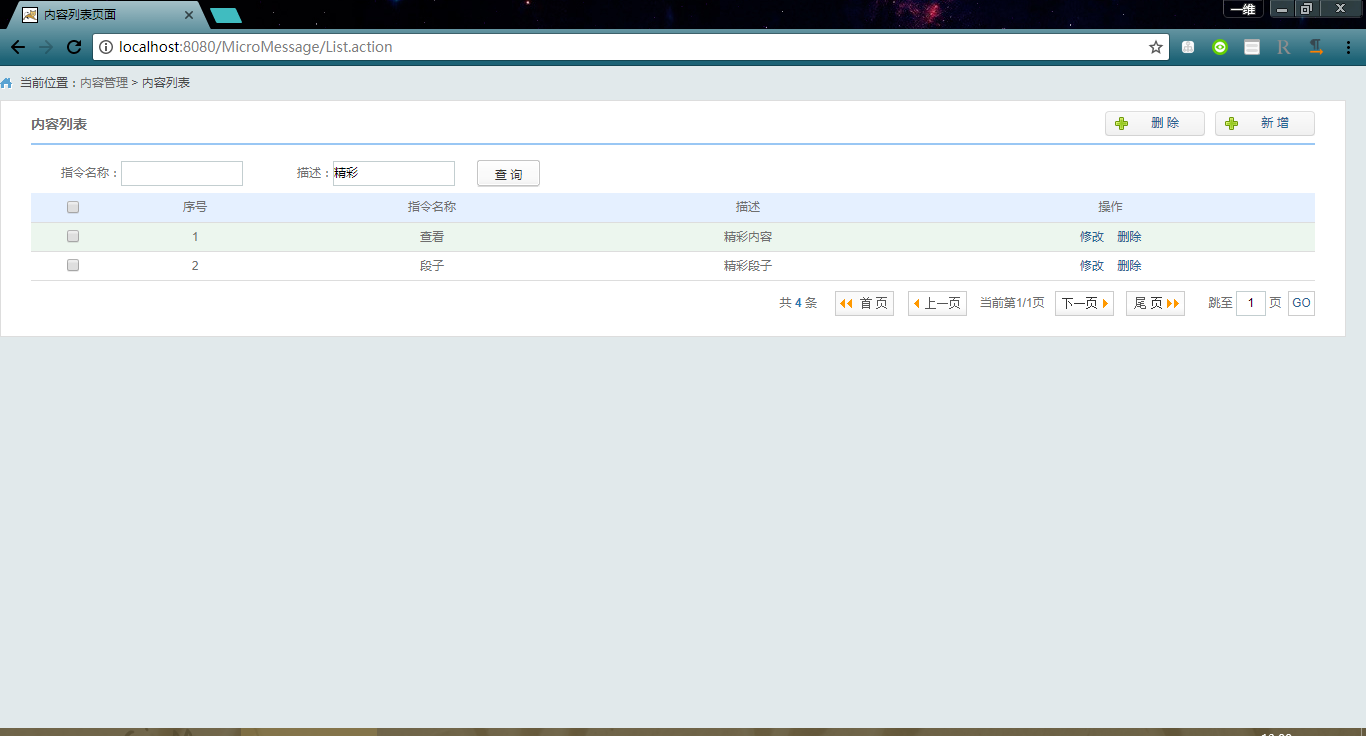 内容列表页面
一维
localhost:8080/MicroMessage/List.action
当前位置：内容管理 > 内容列表
内容列表 删 除 新 增
指令名称： 描述：精彩 查 询
序号 指令名称 描述 操作
1 查看 精彩内容 修改 删除
2 段子 精彩段子 修改 删除
共 4 条 首 页 上一页 当前第1/1页 下一页 尾 页 跳至 1 页 GO